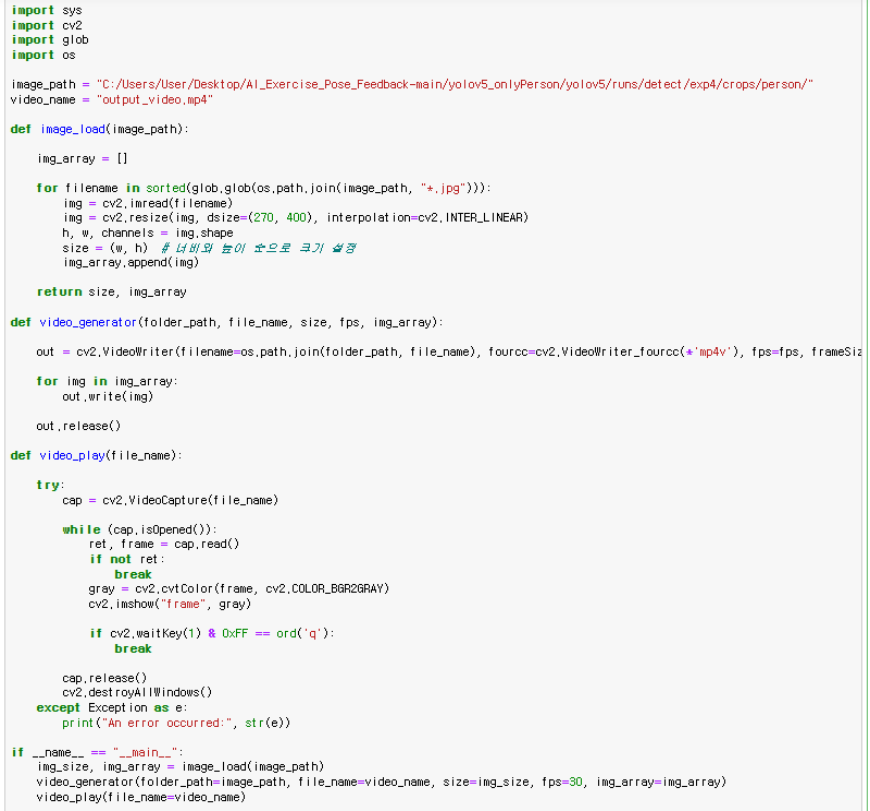 import sys
import cv2
import glob
import os
image_path = "C:/Users/User/Desktop/AI_Exercise_Pose_Feedback-main/yolov5_onlyPerson/yolov5/runs/detect/exp4/crops/person/"
video_name = "output_video.mp4"
def image_load(image_path):
    img_array = []
    for filename in sorted(glob.glob(os.path.join(image_path, "*.jpg"))):
        img = cv2.imread(filename)
        img = cv2.resize(img, dsize=(270, 400), interpolation=cv2.INTER_LINEAR)
        h, w, channels = img.shape
        size = (w, h)  # 너비와 높이 순으로 크기 설정
        img_array.append(img)
    return size, img_array
def video_generator(folder_path, file_name, size, fps, img_array):
    out = cv2.VideoWriter(filename=os.path.join(folder_path, file_name), fourcc=cv2.VideoWriter_fourcc(*'mp4v'), fps=fps, frameSiz
    for img in img_array:
        out.write(img)
    out.release()
def video_play(file_name):
    try:
        cap = cv2.VideoCapture(file_name)
        while (cap.isOpened()):
            ret, frame = cap.read()
            if not ret:
                break
            gray = cv2.cvtColor(frame, cv2.COLOR_BGR2GRAY)
            cv2.imshow("frame", gray)
            if cv2.waitKey(1) & 0xFF == ord('q'):
                break
        cap.release()
        cv2.destroyAllWindows()
    except Exception as e:
        print("An error occurred:", str(e))
if __name__ == "__main__":
    img_size, img_array = image_load(image_path)
    video_generator(folder_path=image_path, file_name=video_name, size=img_size, fps=30, img_array=img_array)
    video_play(file_name=video_name)